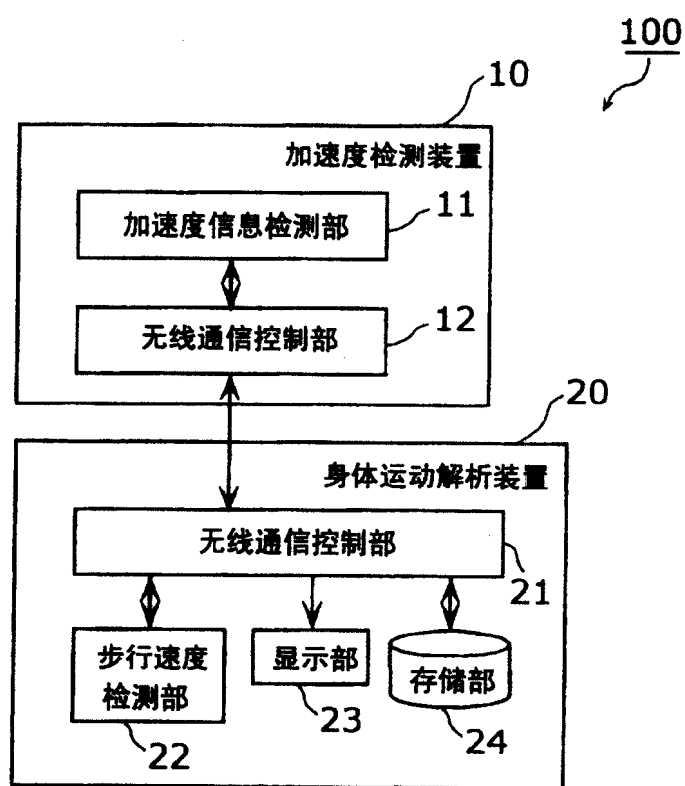 100
10
加速度检测装置
加速度信息检测部
11
无线通信控制部
12
20
身体运动解析装置
无线通信控制部
21
步行速度
检测部
22
显示部
23
存储部
24